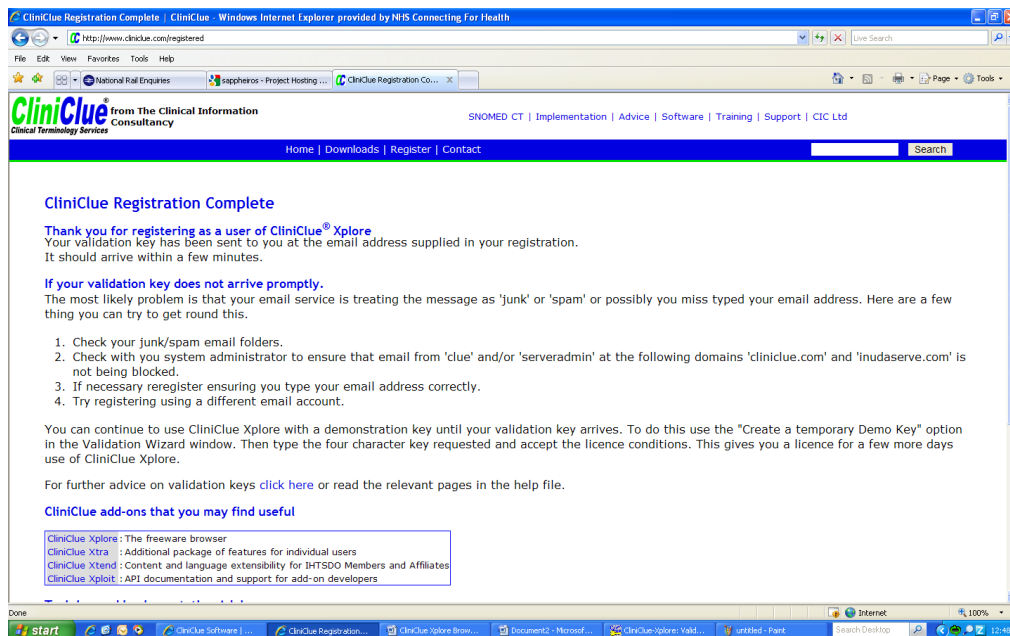 CliniClue Registration Complete | CliniClue - Windows Internet Explorer provided by NHS Connecting For Health
http://www.cliniclue.com/registered
Live Search
File Edit View Favorites Tools Help
National Rail Enquiries
sappheiros - Project Hosting ...
CliniClue Registration Co...
Page
Tools
CliniClue®
Clinical Terminology Services
from The Clinical Information
Consultancy
SNOMED CT | Implementation | Advice | Software | Training | Support | CIC Ltd
Home | Downloads | Register | Contact
Search
CliniClue Registration Complete
Thank you for registering as a user of CliniClue® Xplore
Your validation key has been sent to you at the email address supplied in your registration.
It should arrive within a few minutes.
If your validation key does not arrive promptly.
The most likely problem is that your email service is treating the message as 'junk' or 'spam' or possibly you miss typed your email address. Here are a few
thing you can try to get round this.
1. Check your junk/spam email folders.
2. Check with you system administrator to ensure that email from 'clue' and/or 'serveradmin' at the following domains 'cliniclue.com' and 'inudaserve.com' is
not being blocked.
3. If necessary reregister ensuring you type your email address correctly.
4. Try registering using a different email account.
You can continue to use CliniClue Xplore with a demonstration key until your validation key arrives. To do this use the "Create a temporary Demo Key" option
in the Validation Wizard window. Then type the four character key requested and accept the licence conditions. This gives you a licence for a few more days
use of CliniClue Xplore.
For further advice on validation keys click here or read the relevant pages in the help file.
CliniClue add-ons that you may find useful
CliniClue Xplore : The freeware browser
CliniClue Xtra : Additional package of features for individual users
CliniClue Xtend : Content and language extensibility for IHTSDO Members and Affiliates
CliniClue Xploit : API documentation and support for add-on developers
Done
Internet
100%
start
CliniClue Software | ...
CliniClue Registration...
CliniClue Xplore Brow...
Document2 - Microsof...
CliniClue-Xplore: Valid...
untitled - Paint
Search Desktop
12:48